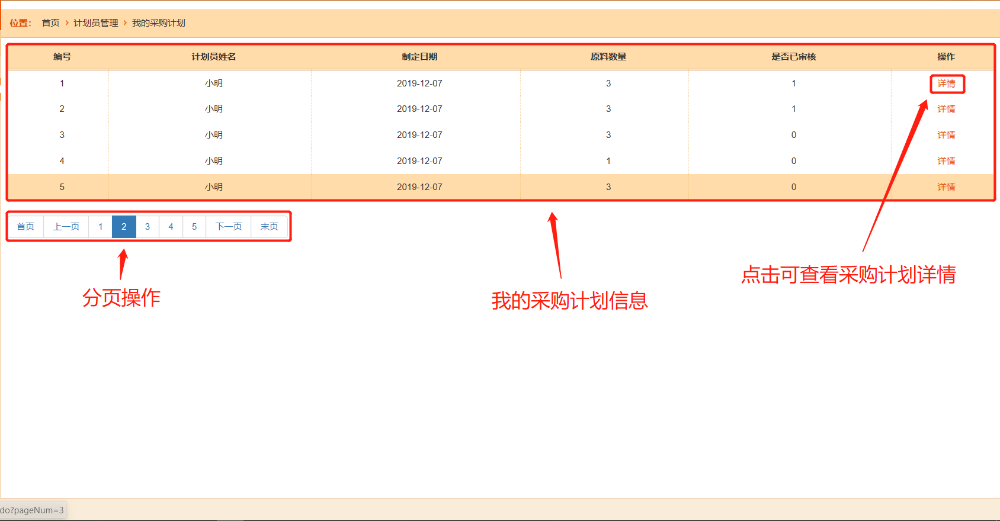 位置： 首页 > 计划员管理 > 我的采购计划
编号 计划员姓名 制定日期 原料数量 是否已审核 操作
1 小明 2019-12-07 3 1 详情
2 小明 2019-12-07 3 1 详情
3 小明 2019-12-07 3 0 详情
4 小明 2019-12-07 1 0 详情
5 小明 2019-12-07 3 0 详情
首页 上一页 1 2 3 4 5 下一页 末页
点击可查看采购计划详情
分页操作
我的采购计划信息
do?pageNum=3